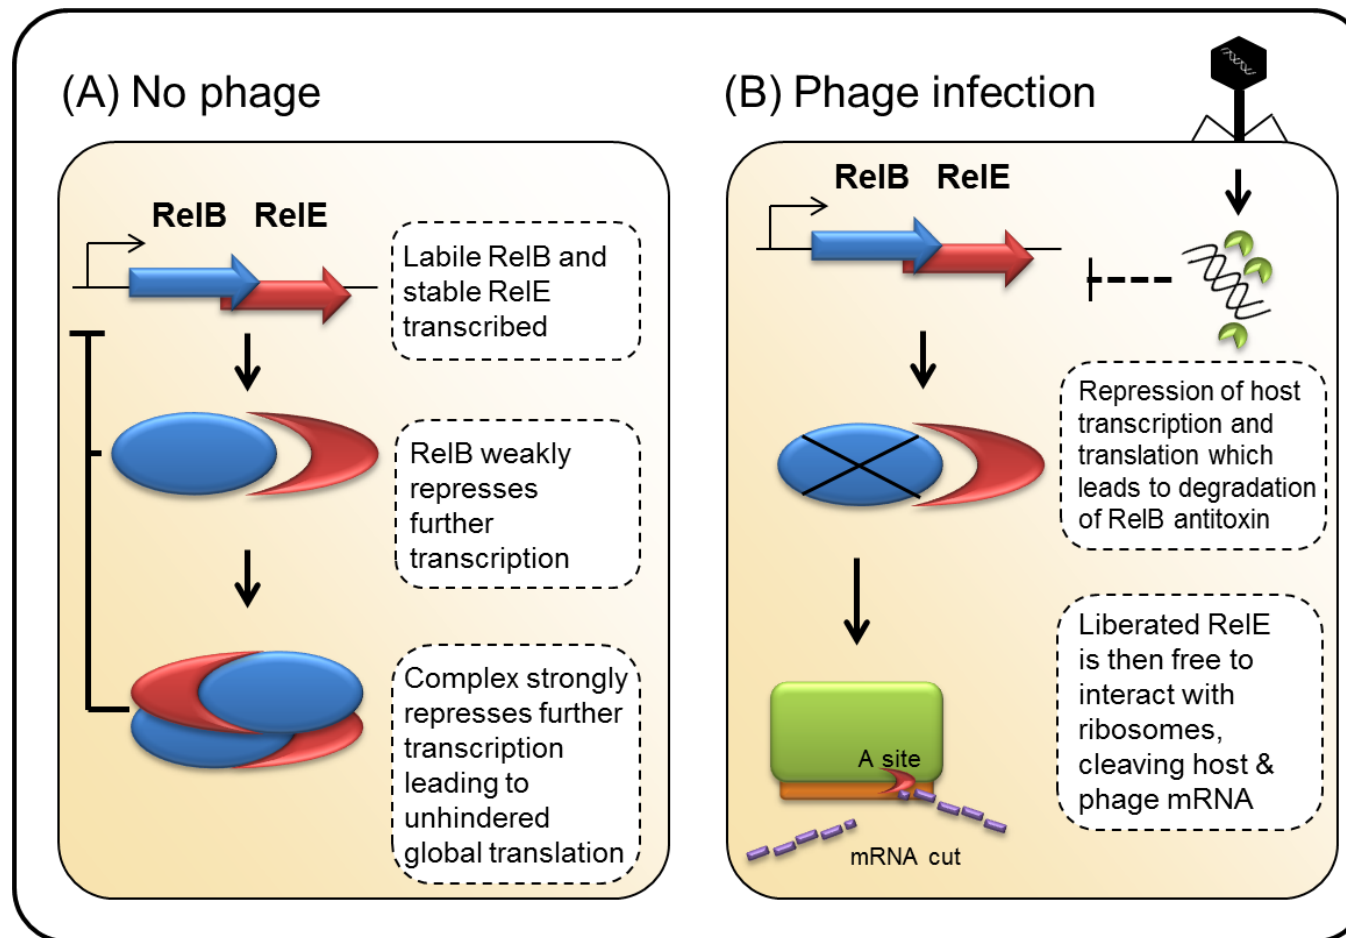 (A) No phage
RelB RelE
Labile RelB and
stable RelE
transcribed
RelB weakly
represses
further
transcription
Complex strongly
represses further
transcription
leading to
unhindered
global translation
(B) Phage infection
RelB RelE
Repression of host
transcription and
translation which
leads to degradation
of RelB antitoxin
Liberated RelE
is then free to
interact with
ribosomes,
cleaving host &
phage mRNA
A site
mRNA cut